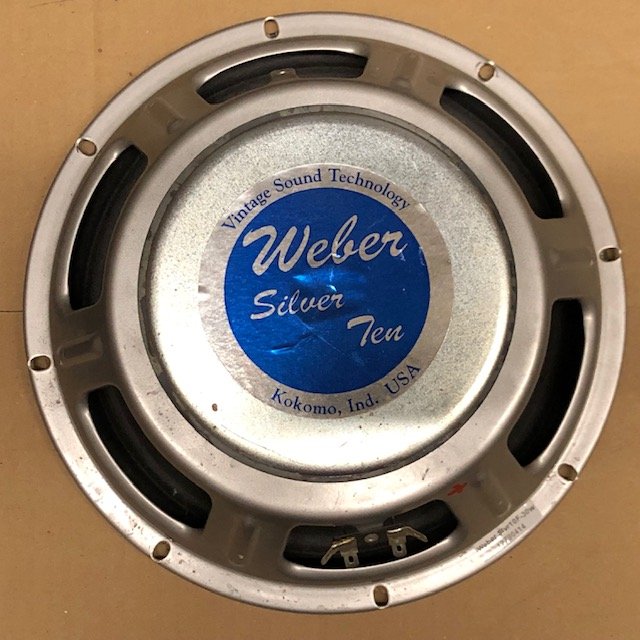 Vintage Sound Technology
Weber
Silver
Ten
Kokomo, Ind. USA